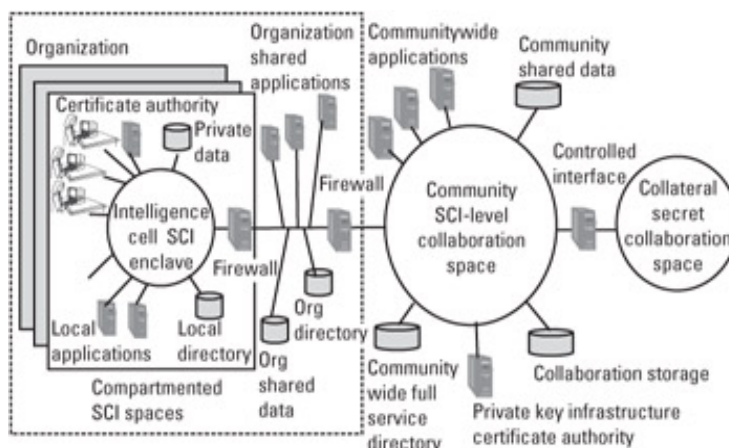 Organization
Organization
shared
applications
Communitywide
applications
Community
shared data
Certificate authority
Private
data
Controlled
interface
Firewall
Intelligence
cell SCI
enclave
Community
SCI-level
collaboration
space
Collateral
secret
collaboration
space
Firewall
Local
applications
Local
directory
Org
directory
Org
shared
data
Compartmented
SCI spaces
Community
wide full
service
directory
Collaboration storage
Private key infrastructure
certificate authority